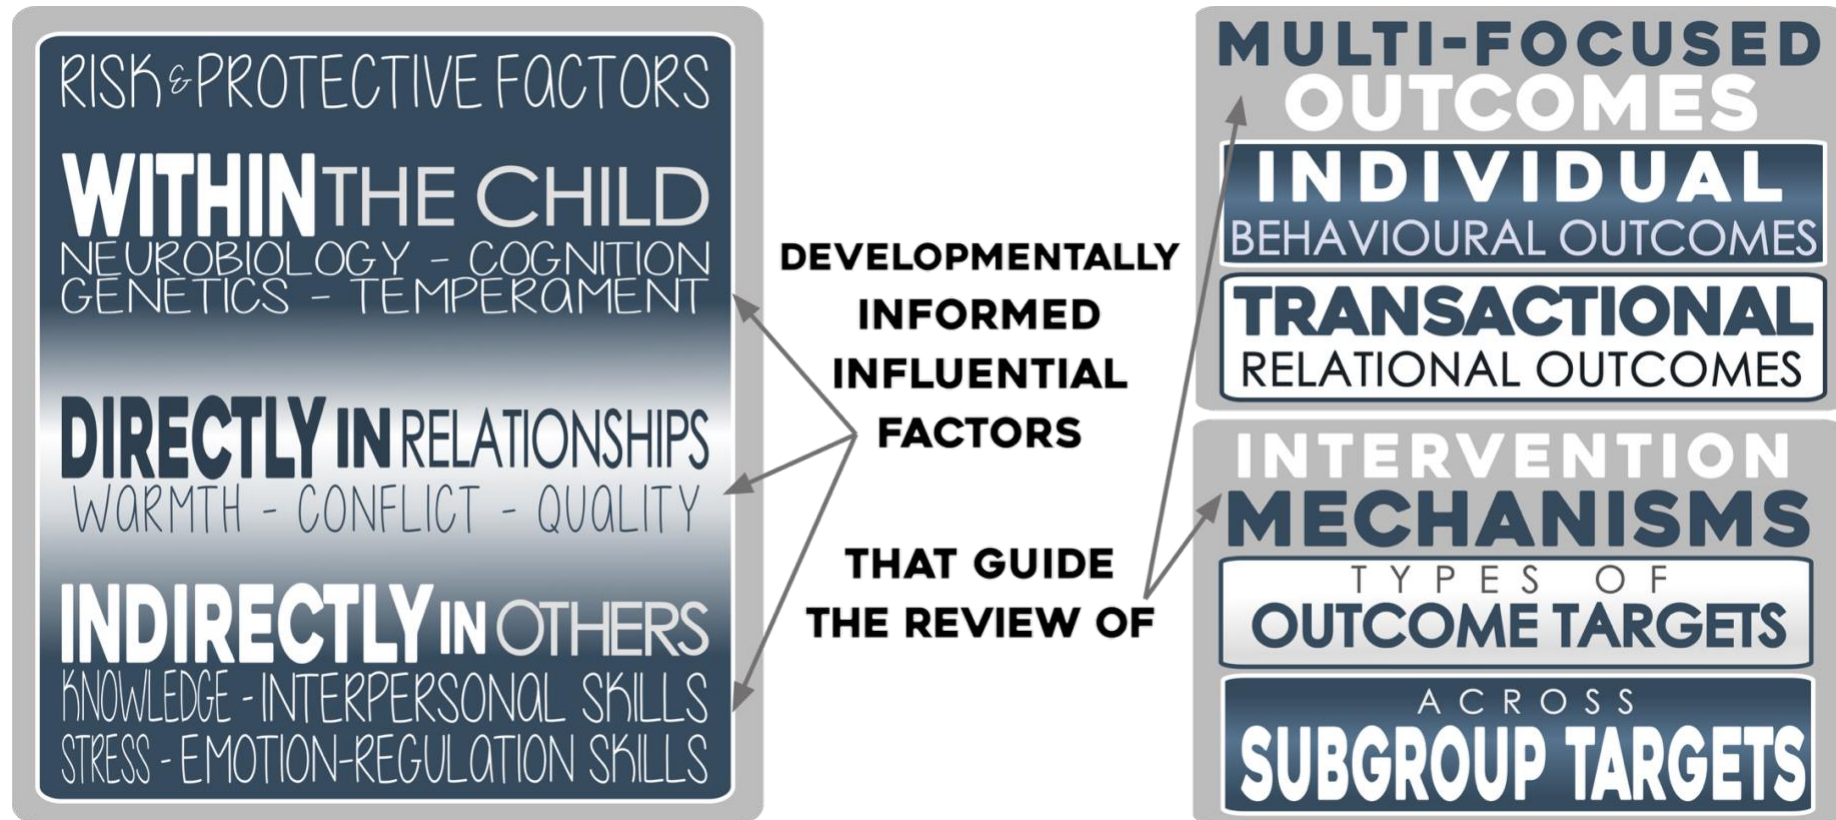 RISK & PROTECTIVE FACTORS
WITHIN THE CHILD
NEUROBIOLOGY - COGNITION
GENETICS - TEMPERAMENT
DIRECTLY IN RELATIONSHIPS
WARMTH - CONFLICT - QUALITY
INDIRECTLY IN OTHERS
KNOWLEDGE - INTERPERSONAL SKILLS
STRESS - EMOTION-REGULATION SKILLS
DEVELOPMENTALLY
INFORMED
INFLUENTIAL
FACTORS
THAT GUIDE
THE REVIEW OF
MULTI-FOCUSED
OUTCOMES
INDIVIDUAL
BEHAVIOURAL OUTCOMES
TRANSACTIONAL
RELATIONAL OUTCOMES
INTERVENTION
MECHANISMS
TYPES OF
OUTCOME TARGETS
ACROSS
SUBGROUP TARGETS